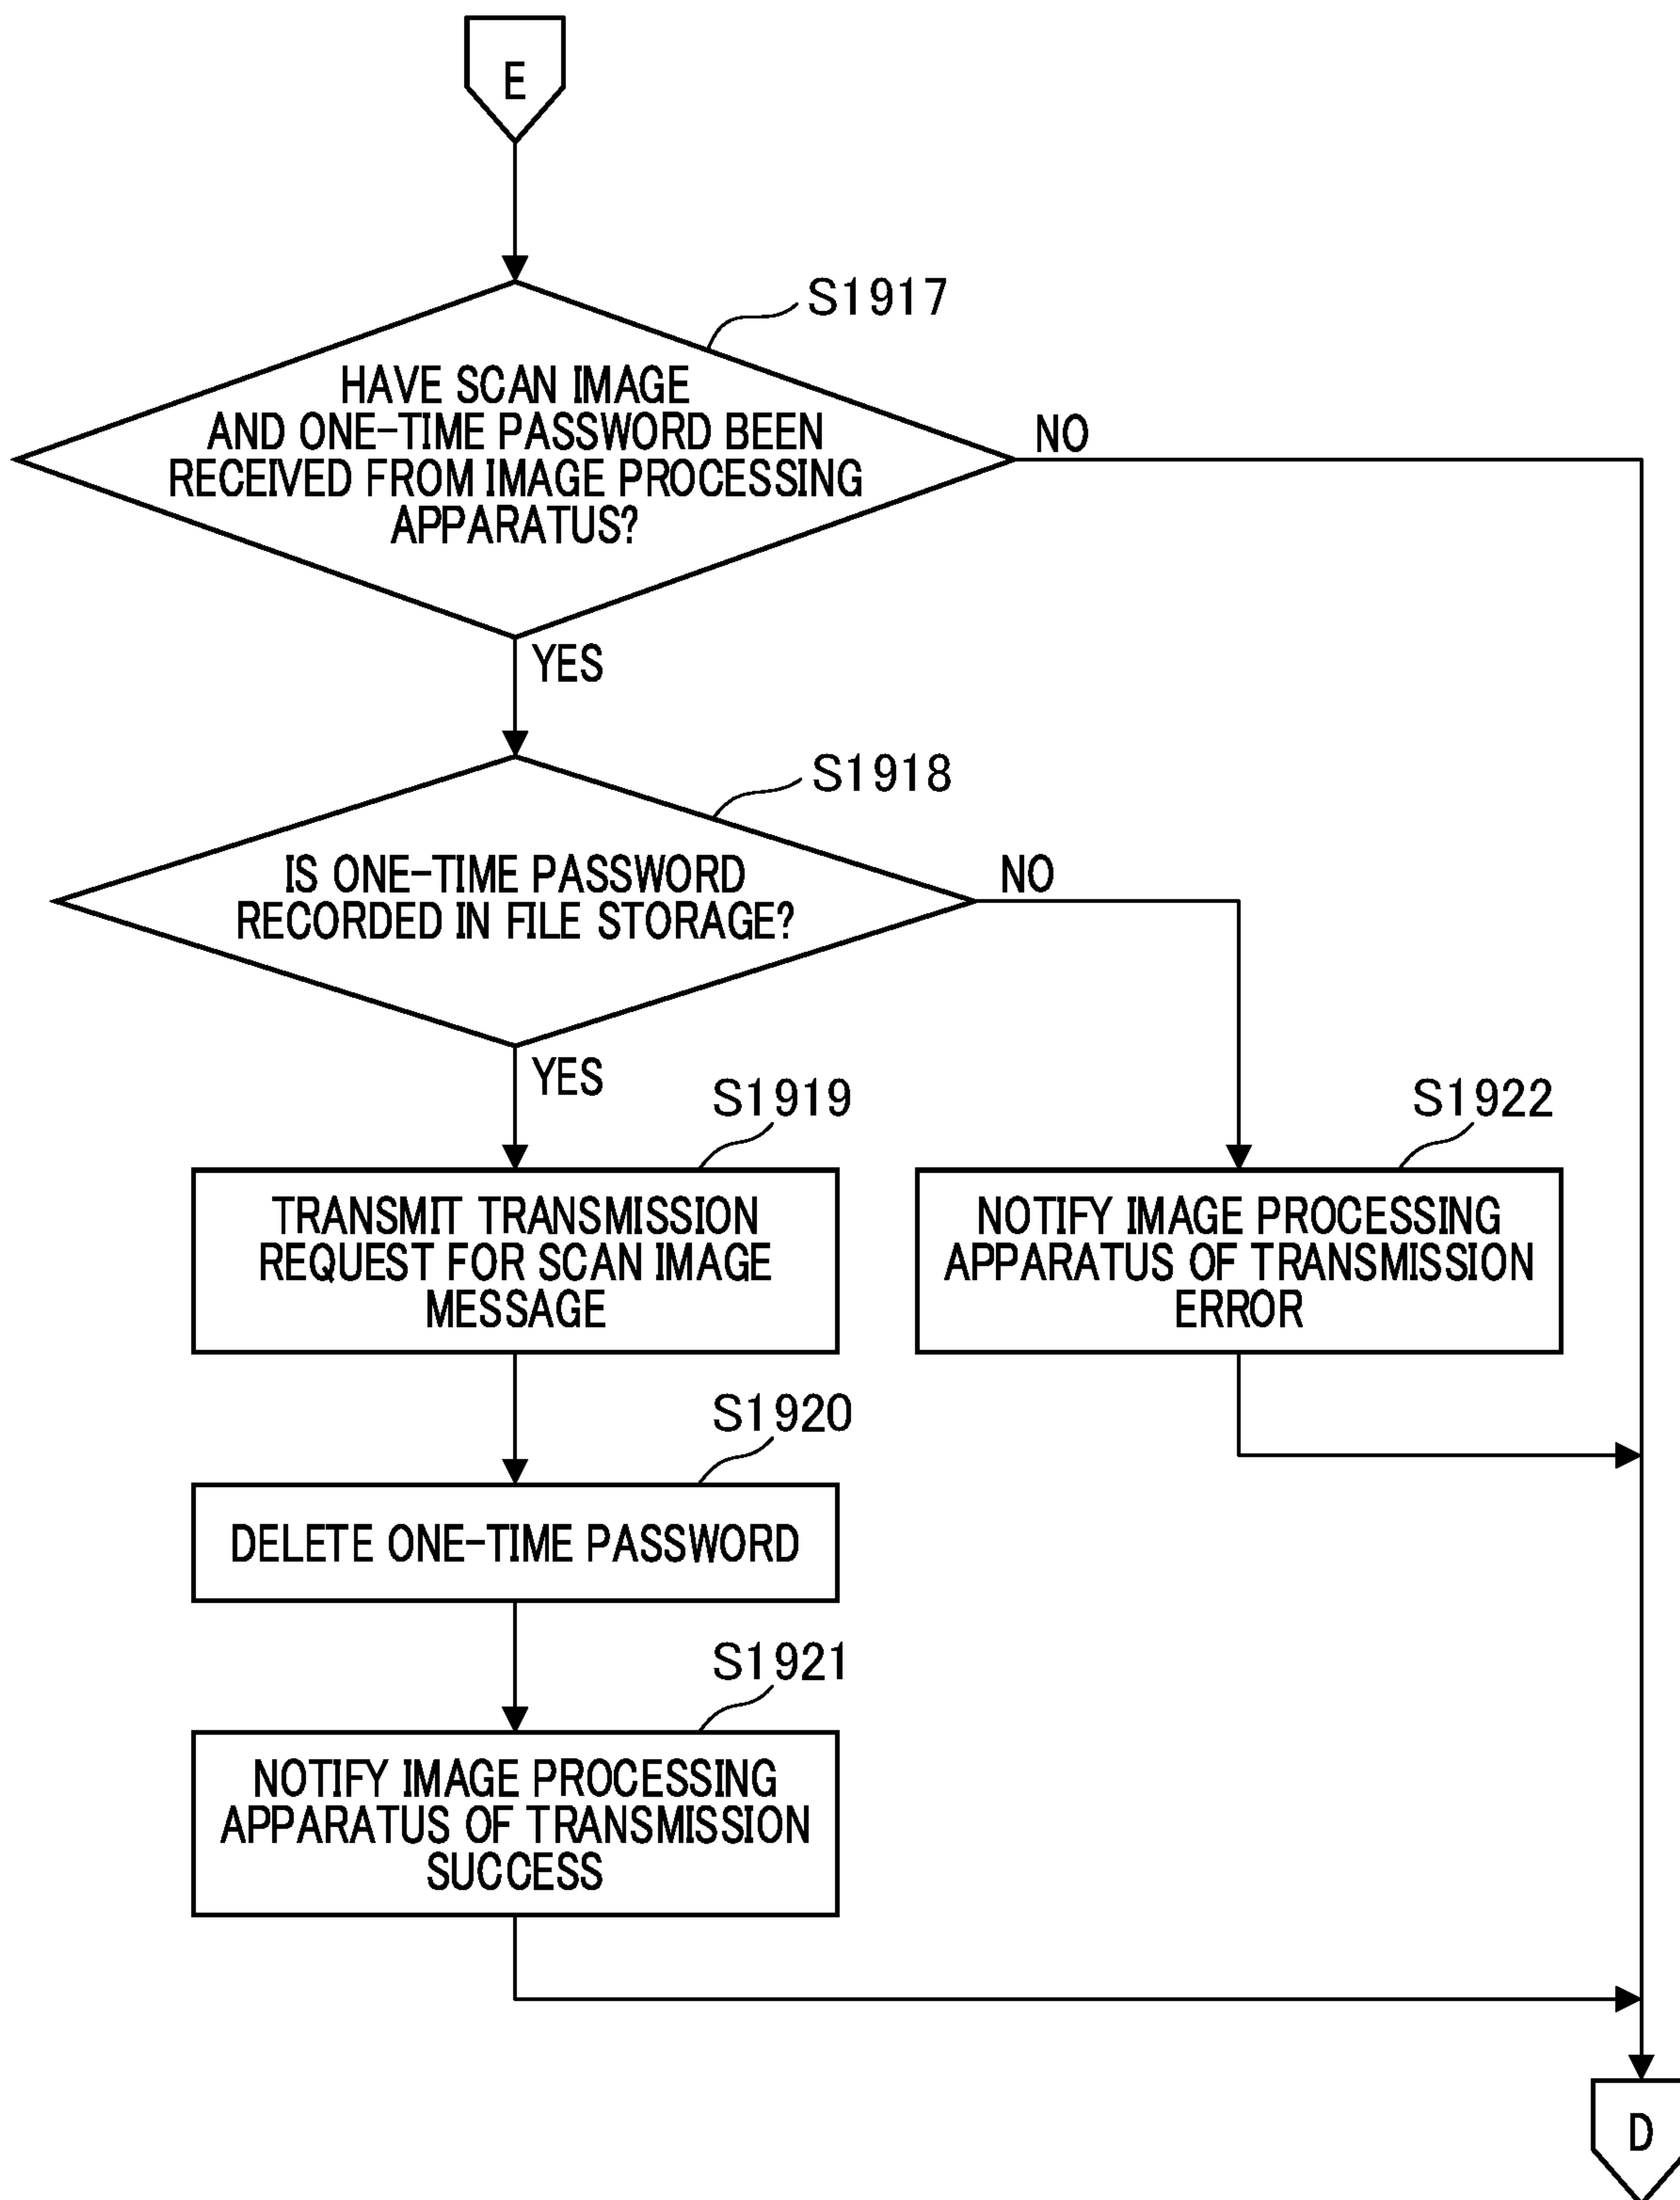 E
S1917
HAVE SCAN IMAGE
AND ONE-TIME PASSWORD BEEN
RECEIVED FROM IMAGE PROCESSING
APPARATUS?
NO
YES
S1918
IS ONE-TIME PASSWORD
RECORDED IN FILE STORAGE?
NO
YES
S1919
TRANSMIT TRANSMISSION
REQUEST FOR SCAN IMAGE
MESSAGE
S1922
NOTIFY IMAGE PROCESSING
APPARATUS OF TRANSMISSION
ERROR
S1920
DELETE ONE-TIME PASSWORD
S1921
NOTIFY IMAGE PROCESSING
APPARATUS OF TRANSMISSION
SUCCESS
D